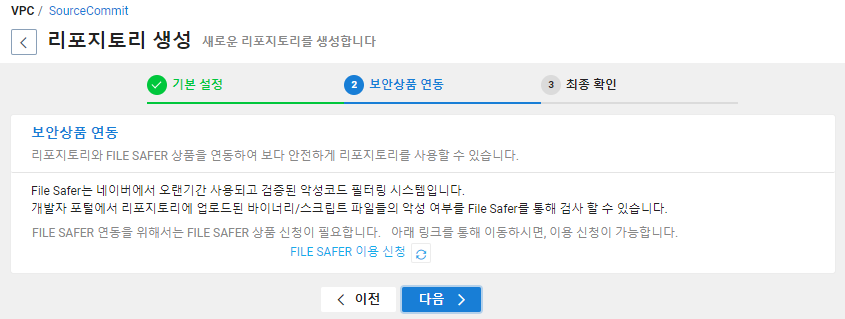 VPC / SourceCommit
리포지토리 생성 새로운 리포지토리를 생성합니다
기본 설정 2 보안상품 연동 3 최종 확인
보안상품 연동
리포지토리와 FILE SAFER 상품을 연동하여 보다 안전하게 리포지토리를 사용할 수 있습니다.
File Safer는 네이버에서 오랜기간 사용되고 검증된 악성코드 필터링 시스템입니다.
개발자 포털에서 리포지토리에 업로드된 바이너리/스크립트 파일들의 악성 여부를 File Safer를 통해 검사 할 수 있습니다.
FILE SAFER 연동을 위해서는 FILE SAFER 상품 신청이 필요합니다. 아래 링크를 통해 이동하시면, 이용 신청이 가능합니다.
FILE SAFER 이용 신청
이전 다음